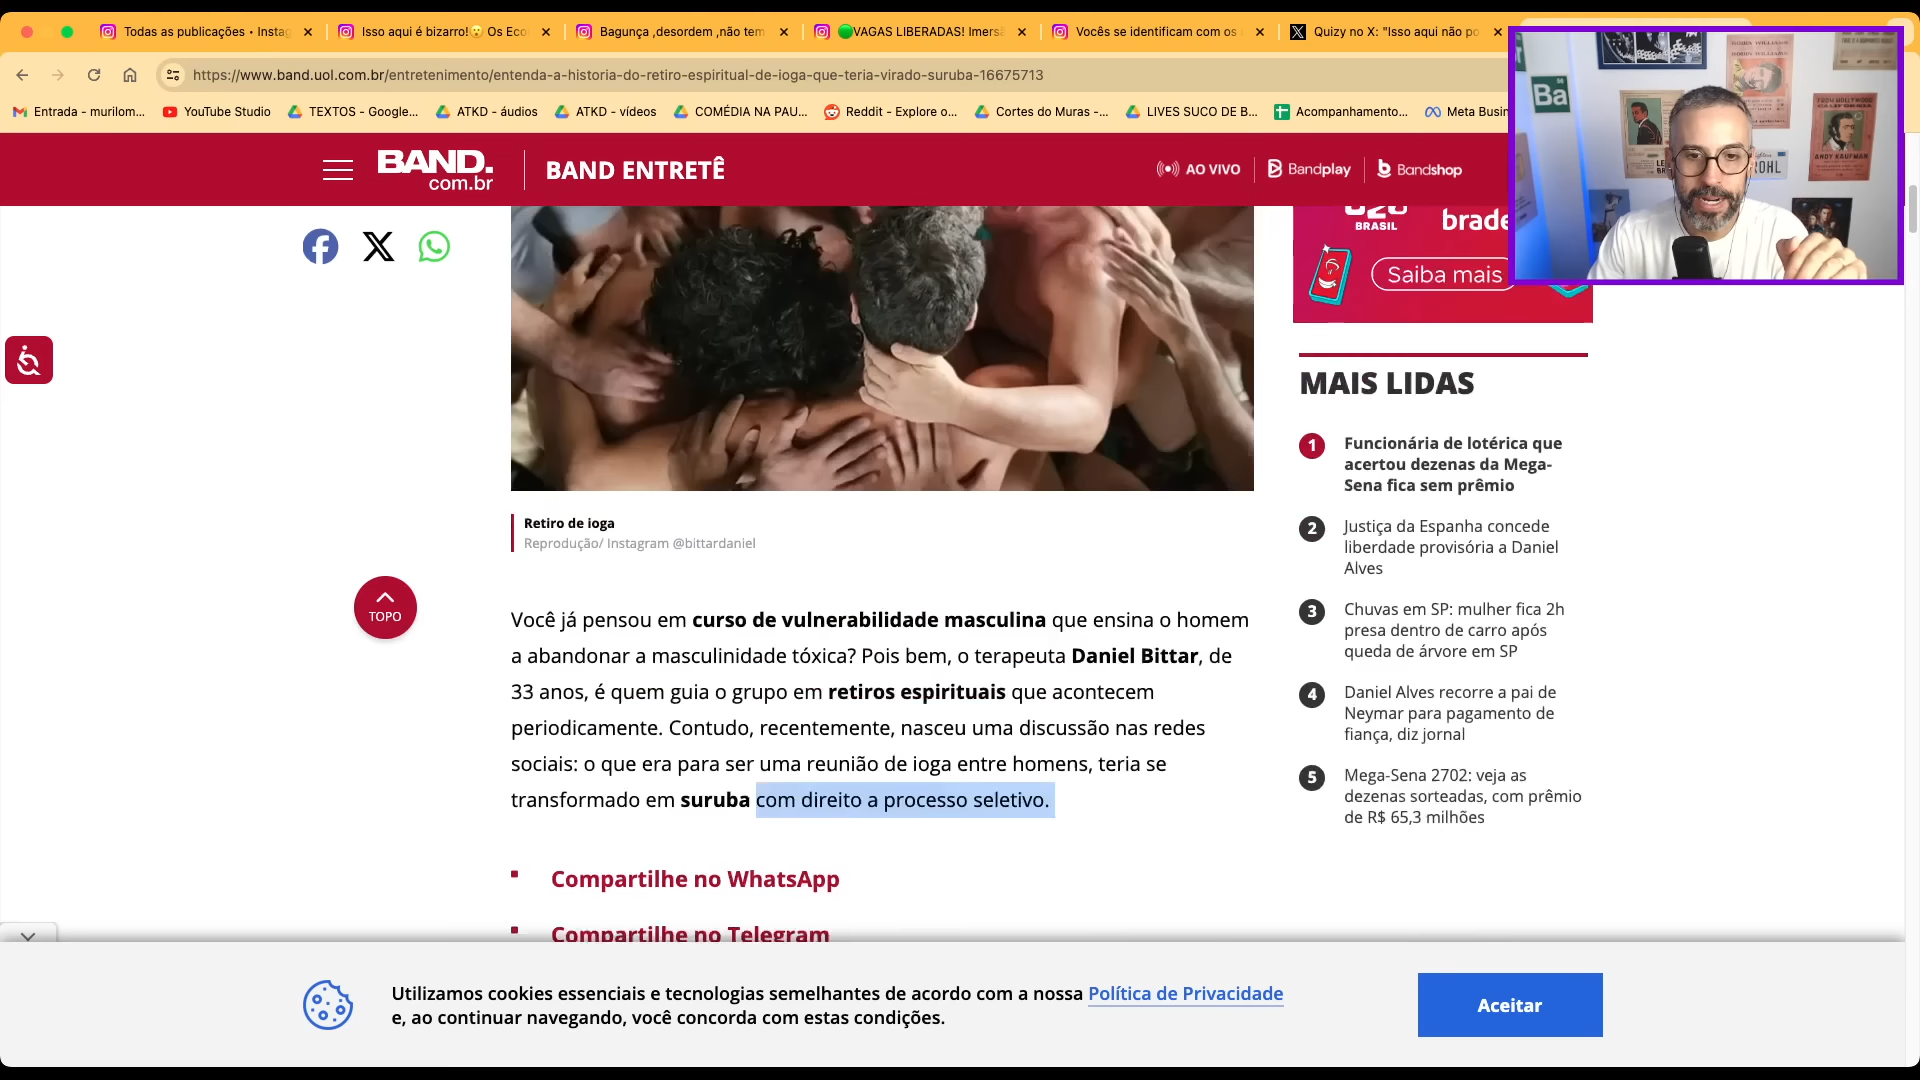 Todas as publicações • Instag
Isso aqui é bizarro!😯 Os Eco
Bagunça ,desordem ,não tem
🟢VAGAS LIBERADAS! Imersã
Vocês se identificam com os
Quizy no X: "Isso aqui não po
https://www.band.uol.com.br/entretenimento/entenda-a-historia-do-retiro-espiritual-de-ioga-que-teria-virado-suruba-16675713
Entrada - murilom...
YouTube Studio
TEXTOS - Google...
ATKD - áudios
ATKD - vídeos
COMÉDIA NA PAU...
Reddit - Explore o...
Cortes do Muras -...
LIVES SUCO DE B...
Acompanhamento...
Meta Busin
BAND.
com.br
BAND ENTRETÊ
AO VIVO
Bandplay
Bandshop
Ba
56
ROBIN WILLIAMS
ANDY KAUFMAN
BRASIL
brade
Saiba mais
Retiro de ioga
Reprodução/ Instagram @bittardaniel
TOPO
Você já pensou em curso de vulnerabilidade masculina que ensina o homem
a abandonar a masculinidade tóxica? Pois bem, o terapeuta Daniel Bittar, de
33 anos, é quem guia o grupo em retiros espirituais que acontecem
periodicamente. Contudo, recentemente, nasceu uma discussão nas redes
sociais: o que era para ser uma reunião de ioga entre homens, teria se
transformado em suruba com direito a processo seletivo.
Compartilhe no WhatsApp
Compartilhe no Telegram
MAIS LIDAS
1
Funcionária de lotérica que
acertou dezenas da Mega-
Sena fica sem prêmio
2
Justiça da Espanha concede
liberdade provisória a Daniel
Alves
3
Chuvas em SP: mulher fica 2h
presa dentro de carro após
queda de árvore em SP
4
Daniel Alves recorre a pai de
Neymar para pagamento de
fiança, diz jornal
5
Mega-Sena 2702: veja as
dezenas sorteadas, com prêmio
de R$ 65,3 milhões
Utilizamos cookies essenciais e tecnologias semelhantes de acordo com a nossa Política de Privacidade
e, ao continuar navegando, você concorda com estas condições.
Aceitar